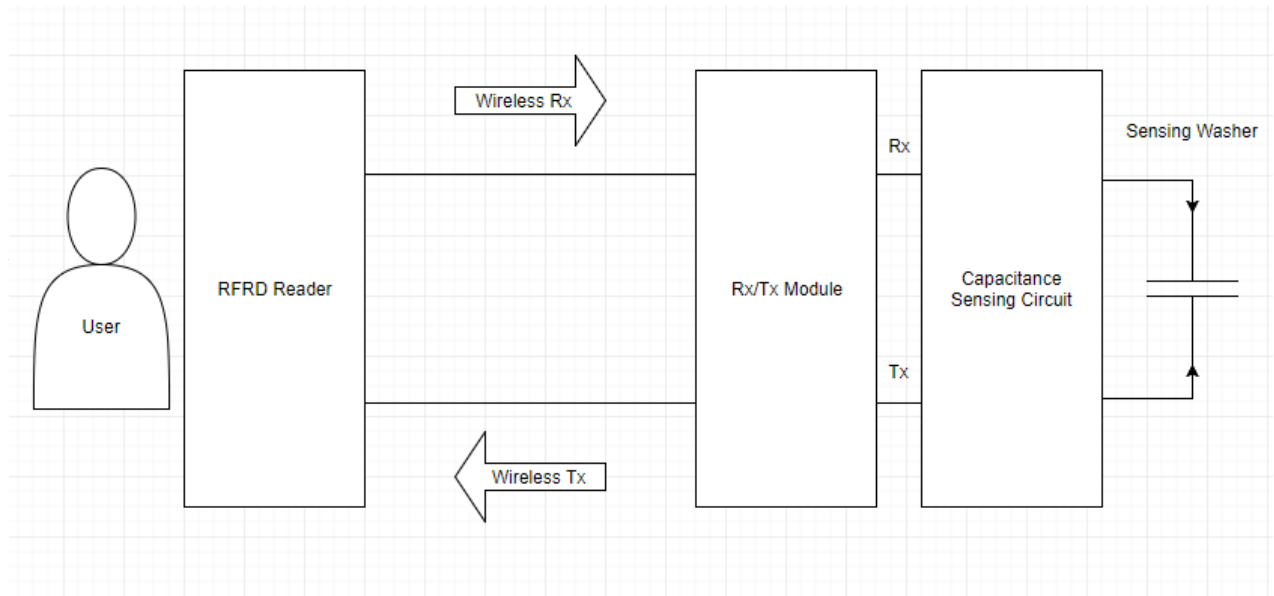 Wireless Rx
Rx
Sensing Washer
User
RFRD Reader
Rx/Tx Module
Capacitance
Sensing Circuit
Tx
Wireless Tx